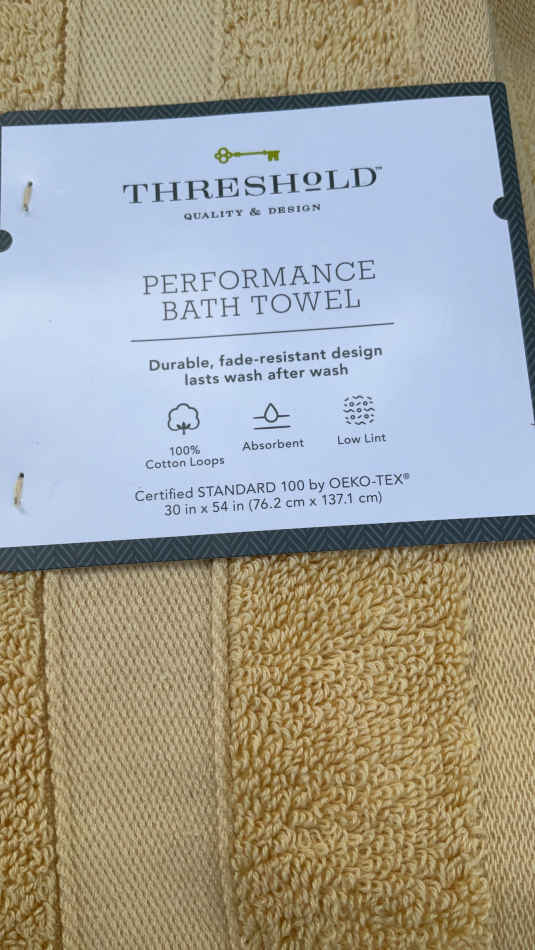 THRESHOLD™
QUALITY & DESIGN
PERFORMANCE
BATH TOWEL
Durable, fade-resistant design
lasts wash after wash
100%
Cotton Loops
Absorbent
Low Lint
Certified STANDARD 100 by OEKO-TEX®
30 in x 54 in (76.2 cm x 137.1 cm)